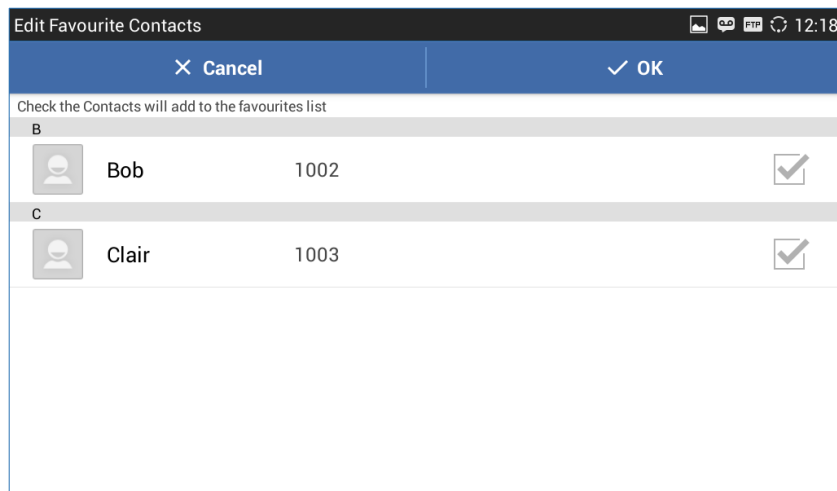 Edit Favourite Contacts FTP 12:18
Cancel OK
Check the Contacts will add to the favourites list
B
Bob 1002
C
Clair 1003